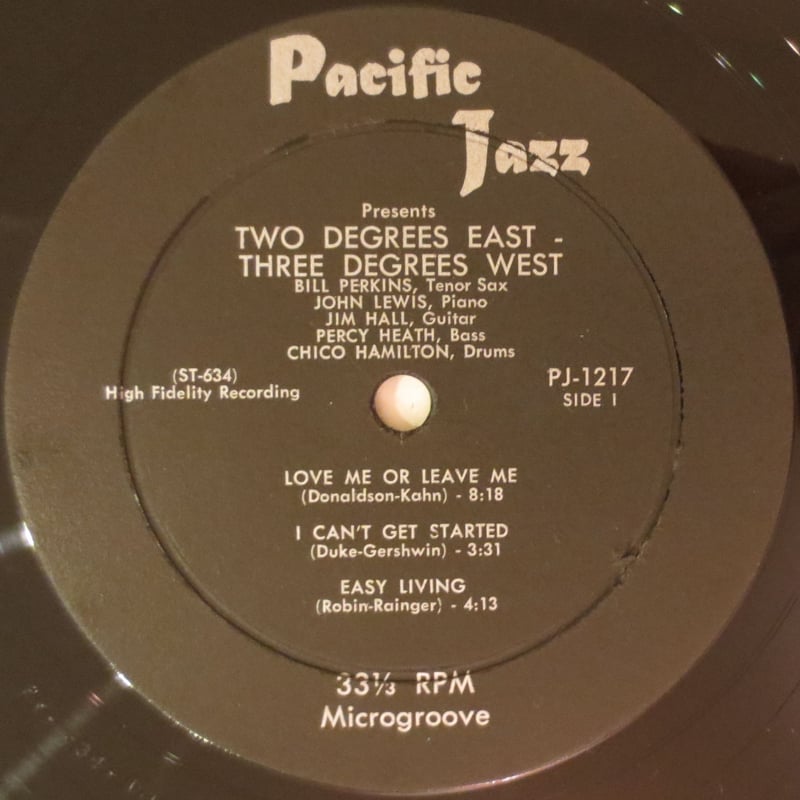 Pacific
Jazz
Presents
TWO DEGREES EAST -
THREE DEGREES WEST
BILL PERKINS, Tenor Sax
JOHN LEWIS, Piano
JIM HALL, Guitar
PERCY HEATH, Bass
CHICO HAMILTON, Drums
(ST-634)
High Fidelity Recording
PJ-1217
SIDE 1
LOVE ME OR LEAVE ME
(Donaldson-Kahn) - 8:18
I CAN'T GET STARTED
(Duke-Gershwin) - 3:31
EASY LIVING
(Robin-Rainger) - 4:13
33⅓ RPM
Microgroove